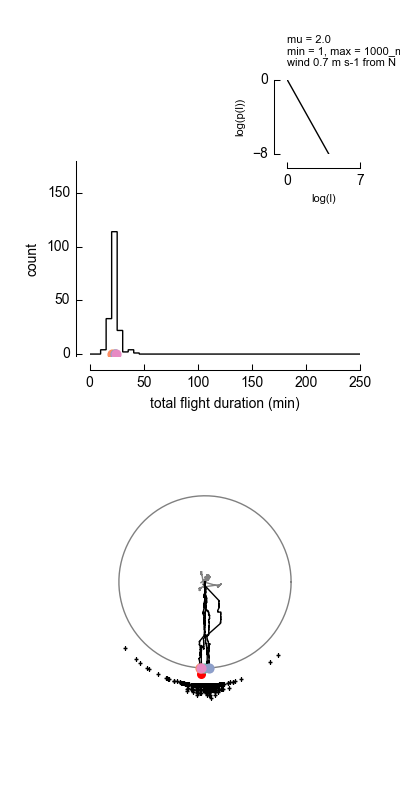 mu = 2.0
min = 1, max = 1000_m
wind 0.7 m s-1 from N
0
log(p(l))
−8
0 7
log(l)
150
100
count
50
0
0 50 100 150 200 250
total flight duration (min)